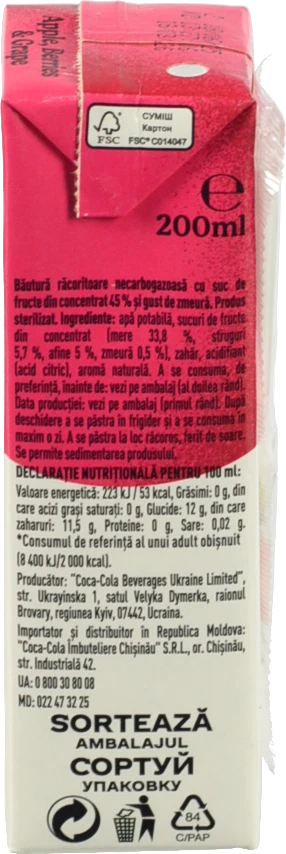 Apple, Berries
& Grape
FSC
СУМІШ
Картон
FSC® C014047
e
200ml
Băutură răcoritoare necarbogazoasă cu suc de
fructe din concentrat 45 % și gust de zmeură. Produs
sterilizat. Ingrediente: apă potabilă, sucuri de fructe
din concentrat (mere 33,8 %, struguri
5,7 %, afine 5 %, zmeură 0,5 %), zahăr, acidifiant
(acid citric), aromă naturală. A se consuma, de
preferință, înainte de: vezi pe ambalaj (al doilea rând).
Data producției: vezi pe ambalaj (primul rând). După
deschidere a se păstra în frigider și a se consuma în
maxim o zi. A se păstra la loc răcoros, ferit de soare.
Se permite sedimentarea produsului.
DECLARAȚIE NUTRIȚIONALĂ PENTRU 100 ml:
Valoare energetică: 223 kJ / 53 kcal, Grăsimi: 0 g, din
care acizi grași saturați: 0 g, Glucide: 12 g, din care
zaharuri: 11,5 g, Proteine: 0 g, Sare: 0,02 g.
*Consumul de referință al unui adult obișnuit
(8 400 kJ/2 000 kcal).
Producător: "Coca-Cola Beverages Ukraine Limited",
str. Ukrayinska 1, satul Velyka Dymerka, raionul
Brovary, regiunea Kyiv, 07442, Ucraina.
Importator și distribuitor în Republica Moldova:
"Coca-Cola Îmbuteliere Chișinău" S.R.L., or. Chișinău,
str. Industrială 42.
UA: 0 800 30 80 08
MD: 022 47 32 25
SORTEAZĂ
AMBALAJUL
СОРТУЙ
УПАКОВКУ
84
C/PAP